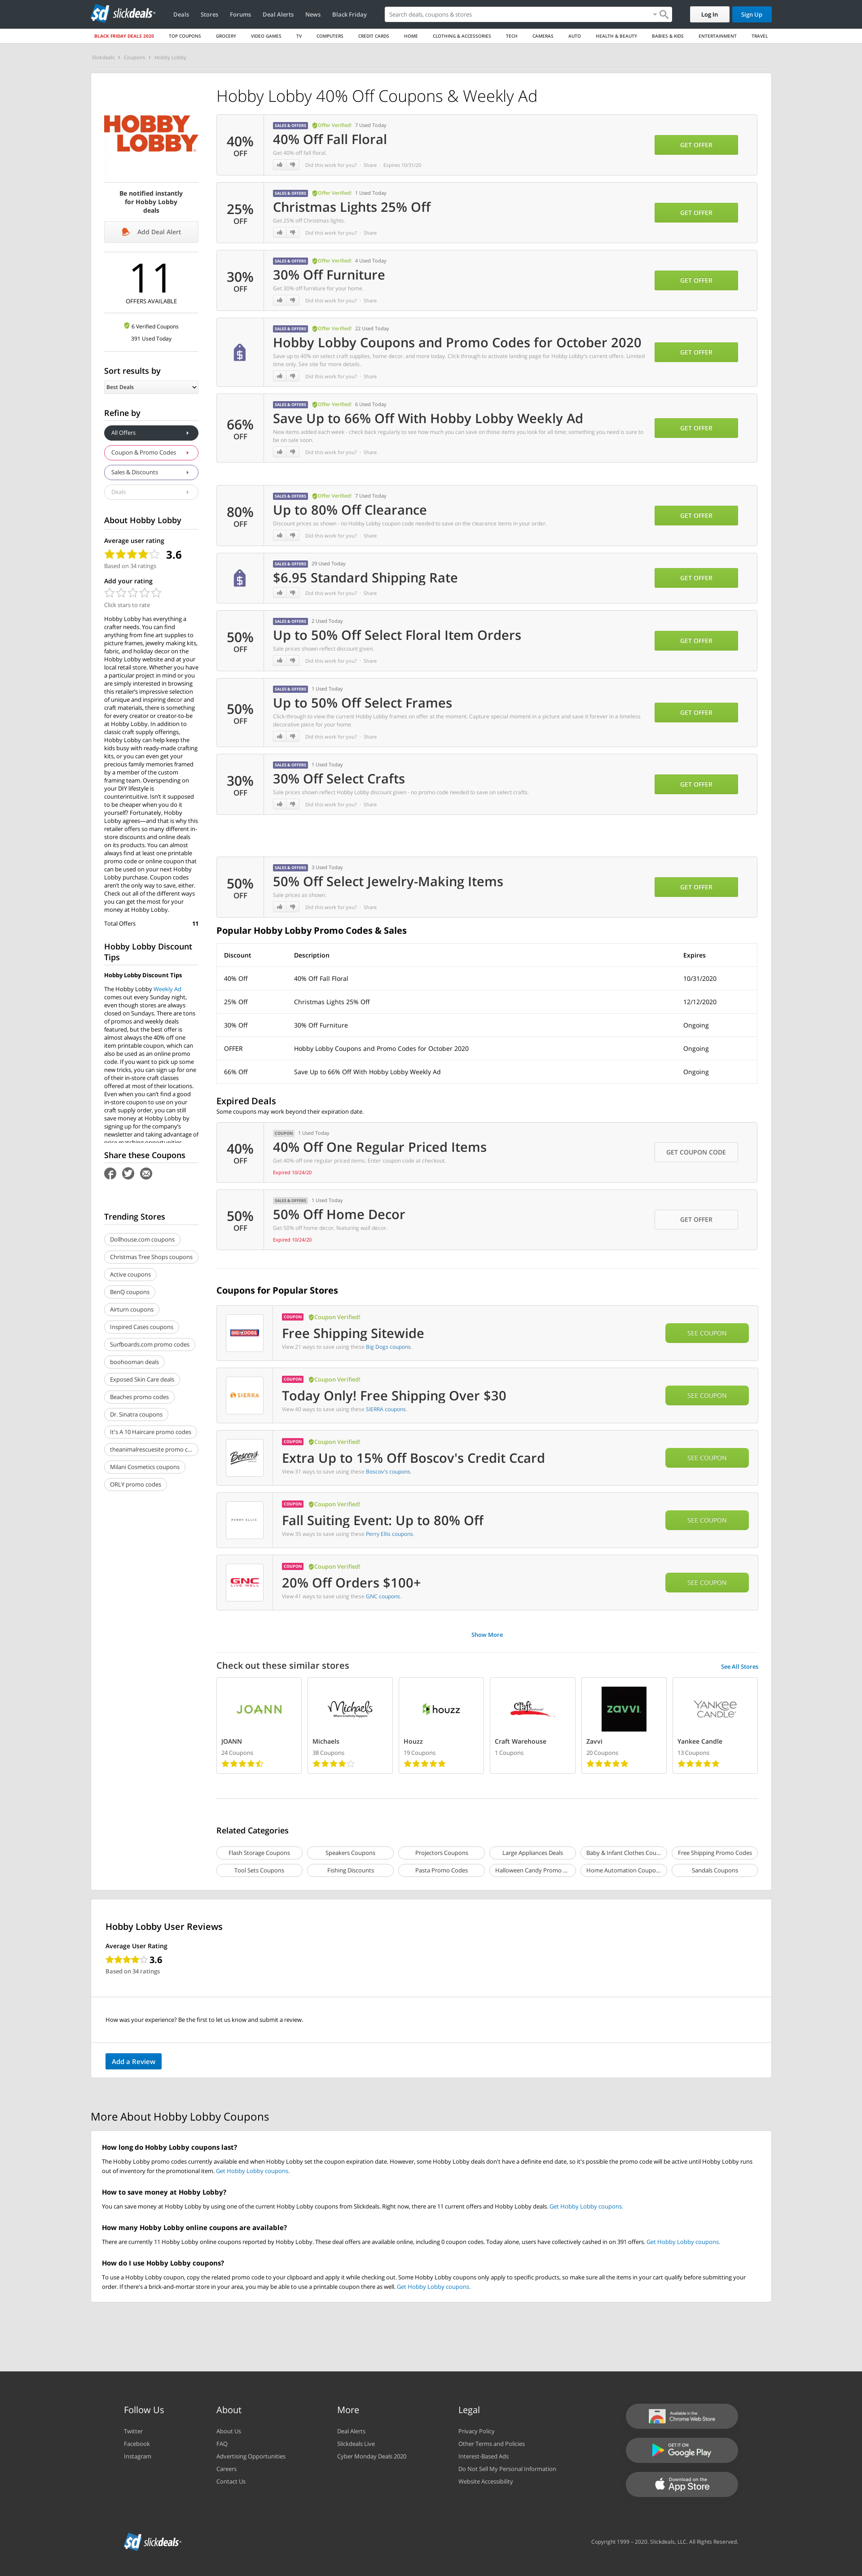 sd slickdeals
Deals Stores Forums Deal Alerts News Black Friday
Search deals, coupons & stores
Log In
Sign Up
BLACK FRIDAY DEALS 2020 TOP COUPONS GROCERY VIDEO GAMES TV COMPUTERS CREDIT CARDS HOME CLOTHING & ACCESSORIES TECH CAMERAS AUTO HEALTH & BEAUTY BABIES & KIDS ENTERTAINMENT TRAVEL
Slickdeals › Coupons › Hobby Lobby
HOBBY
LOBBY
Be notified instantly
for Hobby Lobby
deals
Add Deal Alert
11
OFFERS AVAILABLE
6 Verified Coupons
391 Used Today
Sort results by
Best Deals
Refine by
All Offers
Coupon & Promo Codes
Sales & Discounts
Deals
About Hobby Lobby
Average user rating
3.6
Based on 34 ratings
Add your rating
Click stars to rate
Hobby Lobby has everything a
crafter needs. You can find
anything from fine art supplies to
picture frames, jewelry making kits,
fabric, and holiday decor on the
Hobby Lobby website and at your
local retail store. Whether you have
a particular project in mind or you
are simply interested in browsing
this retailer's impressive selection
of unique and inspiring decor and
craft materials, there is something
for every creator or creator-to-be
at Hobby Lobby. In addition to
classic craft supply offerings,
Hobby Lobby can help keep the
kids busy with ready-made crafting
kits, or you can even get your
precious family memories framed
by a member of the custom
framing team. Overspending on
your DIY lifestyle is
counterintuitive. Isn't it supposed
to be cheaper when you do it
yourself? Fortunately, Hobby
Lobby agrees—and that is why this
retailer offers so many different in-
store discounts and online deals
on its products. You can almost
always find at least one printable
promo code or online coupon that
can be used on your next Hobby
Lobby purchase. Coupon codes
aren't the only way to save, either.
Check out all of the different ways
you can get the most for your
money at Hobby Lobby.
Total Offers 11
Hobby Lobby Discount
Tips
Hobby Lobby Discount Tips
The Hobby Lobby Weekly Ad
comes out every Sunday night,
even though stores are always
closed on Sundays. There are tons
of promos and weekly deals
featured, but the best offer is
almost always the 40% off one
item printable coupon, which can
also be used as an online promo
code. If you want to pick up some
new tricks, you can sign up for one
of their in-store craft classes
offered at most of their locations.
Even when you can't find a good
in-store coupon to use on your
craft supply order, you can still
save money at Hobby Lobby by
signing up for the company's
newsletter and taking advantage of
Share these Coupons
Trending Stores
Dollhouse.com coupons
Christmas Tree Shops coupons
Active coupons
BenQ coupons
Airturn coupons
Inspired Cases coupons
Surfboards.com promo codes
boohooman deals
Exposed Skin Care deals
Beaches promo codes
Dr. Sinatra coupons
It's A 10 Haircare promo codes
theanimalrescuesite promo c...
Milani Cosmetics coupons
ORLY promo codes
Hobby Lobby 40% Off Coupons & Weekly Ad
40%
OFF
SALES & OFFERS Offer Verified! 7 Used Today
40% Off Fall Floral
Get 40% off fall floral.
Did this work for you? · Share · Expires 10/31/20
GET OFFER
25%
OFF
SALES & OFFERS Offer Verified! 1 Used Today
Christmas Lights 25% Off
Get 25% off Christmas lights.
Did this work for you? · Share
GET OFFER
30%
OFF
SALES & OFFERS Offer Verified! 4 Used Today
30% Off Furniture
Get 30% off furniture for your home.
Did this work for you? · Share
GET OFFER
SALES & OFFERS Offer Verified! 22 Used Today
Hobby Lobby Coupons and Promo Codes for October 2020
Save up to 40% on select craft supplies, home decor, and more today. Click through to activate landing page for Hobby Lobby's current offers. Limited
time only. See site for more details.
Did this work for you? · Share
GET OFFER
66%
OFF
SALES & OFFERS Offer Verified! 6 Used Today
Save Up to 66% Off With Hobby Lobby Weekly Ad
New items added each week - check back regularly to see how much you can save on those items you look for all time; something you need is sure to
be on sale soon.
Did this work for you? · Share
GET OFFER
80%
OFF
SALES & OFFERS Offer Verified! 7 Used Today
Up to 80% Off Clearance
Discount prices as shown - no Hobby Lobby coupon code needed to save on the clearance items in your order.
Did this work for you? · Share
GET OFFER
SALES & OFFERS 29 Used Today
$6.95 Standard Shipping Rate
Did this work for you? · Share
GET OFFER
50%
OFF
SALES & OFFERS 2 Used Today
Up to 50% Off Select Floral Item Orders
Sale prices shown reflect discount given.
Did this work for you? · Share
GET OFFER
50%
OFF
SALES & OFFERS 1 Used Today
Up to 50% Off Select Frames
Click-through to view the current Hobby Lobby frames on offer at the moment. Capture special moment in a picture and save it forever in a timeless
decorative piece for your home.
Did this work for you? · Share
GET OFFER
30%
OFF
SALES & OFFERS 1 Used Today
30% Off Select Crafts
Sale prices shown reflect Hobby Lobby discount given - no promo code needed to save on select crafts.
Did this work for you? · Share
GET OFFER
50%
OFF
SALES & OFFERS 3 Used Today
50% Off Select Jewelry-Making Items
Sale prices as shown.
Did this work for you? · Share
GET OFFER
Popular Hobby Lobby Promo Codes & Sales
Discount Description Expires
40% Off 40% Off Fall Floral 10/31/2020
25% Off Christmas Lights 25% Off 12/12/2020
30% Off 30% Off Furniture Ongoing
OFFER Hobby Lobby Coupons and Promo Codes for October 2020 Ongoing
66% Off Save Up to 66% Off With Hobby Lobby Weekly Ad Ongoing
Expired Deals
Some coupons may work beyond their expiration date.
40%
OFF
COUPON 1 Used Today
40% Off One Regular Priced Items
Get 40% off one regular priced items. Enter coupon code at checkout.
Expired 10/24/20
GET COUPON CODE
50%
OFF
SALES & OFFERS 1 Used Today
50% Off Home Decor
Get 50% off home decor, featuring wall decor.
Expired 10/24/20
GET OFFER
Coupons for Popular Stores
BIG DOGS
COUPON Coupon Verified!
Free Shipping Sitewide
View 21 ways to save using these Big Dogs coupons.
SEE COUPON
SIERRA
COUPON Coupon Verified!
Today Only! Free Shipping Over $30
View 40 ways to save using these SIERRA coupons.
SEE COUPON
Boscov's
COUPON Coupon Verified!
Extra Up to 15% Off Boscov's Credit Ccard
View 31 ways to save using these Boscov's coupons.
SEE COUPON
PERRY ELLIS
COUPON Coupon Verified!
Fall Suiting Event: Up to 80% Off
View 35 ways to save using these Perry Ellis coupons.
SEE COUPON
GNC
LIVE WELL
COUPON Coupon Verified!
20% Off Orders $100+
View 41 ways to save using these GNC coupons.
SEE COUPON
Show More
Check out these similar stores See All Stores
JOANN Michaels houzz Craft ZAVVI. YANKEE CANDLE
JOANN Michaels Houzz Craft Warehouse Zavvi Yankee Candle
24 Coupons 38 Coupons 19 Coupons 1 Coupons 20 Coupons 13 Coupons
Related Categories
Flash Storage Coupons Speakers Coupons Projectors Coupons Large Appliances Deals Baby & Infant Clothes Cou... Free Shipping Promo Codes
Tool Sets Coupons Fishing Discounts Pasta Promo Codes Halloween Candy Promo ... Home Automation Coupo... Sandals Coupons
Hobby Lobby User Reviews
Average User Rating
3.6
Based on 34 ratings
How was your experience? Be the first to let us know and submit a review.
Add a Review
More About Hobby Lobby Coupons
How long do Hobby Lobby coupons last?
The Hobby Lobby promo codes currently available end when Hobby Lobby set the coupon expiration date. However, some Hobby Lobby deals don't have a definite end date, so it's possible the promo code will be active until Hobby Lobby runs
out of inventory for the promotional item. Get Hobby Lobby coupons.
How to save money at Hobby Lobby?
You can save money at Hobby Lobby by using one of the current Hobby Lobby coupons from Slickdeals. Right now, there are 11 current offers and Hobby Lobby deals. Get Hobby Lobby coupons.
How many Hobby Lobby online coupons are available?
There are currently 11 Hobby Lobby online coupons reported by Hobby Lobby. These deal offers are available online, including 0 coupon codes. Today alone, users have collectively cashed in on 391 offers. Get Hobby Lobby coupons.
How do I use Hobby Lobby coupons?
To use a Hobby Lobby coupon, copy the related promo code to your clipboard and apply it while checking out. Some Hobby Lobby coupons only apply to specific products, so make sure all the items in your cart qualify before submitting your
order. If there's a brick-and-mortar store in your area, you may be able to use a printable coupon there as well. Get Hobby Lobby coupons.
Follow Us
Twitter
Facebook
Instagram
About
About Us
FAQ
Advertising Opportunities
Careers
Contact Us
More
Deal Alerts
Slickdeals Live
Cyber Monday Deals 2020
Legal
Privacy Policy
Other Terms and Policies
Interest-Based Ads
Do Not Sell My Personal Information
Website Accessibility
Available in the
Chrome Web Store
GET IT ON
Google Play
Download on the
App Store
sd slickdeals
Copyright 1999 – 2020. Slickdeals, LLC. All Rights Reserved.